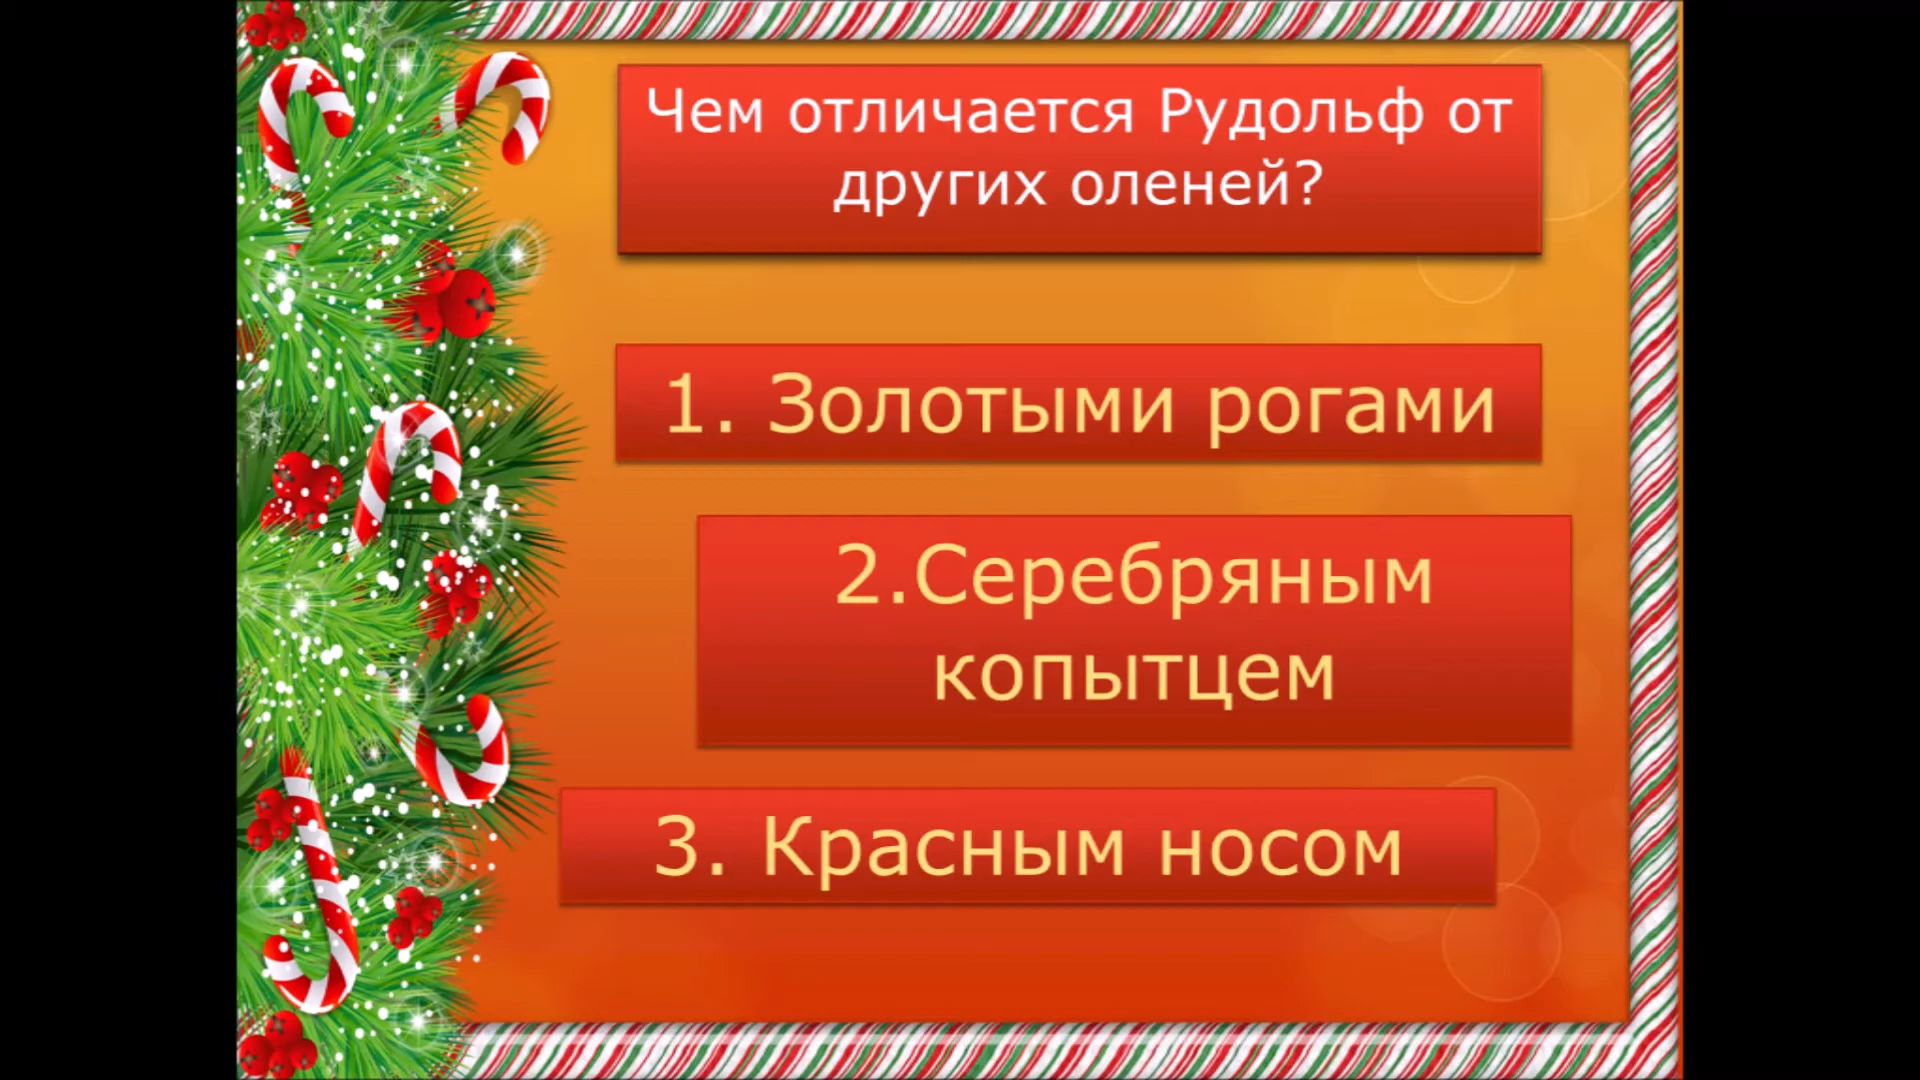 Чем отличается Рудольф от
других оленей?
1. Золотыми рогами
2.Серебряным
копытцем
3. Красным носом